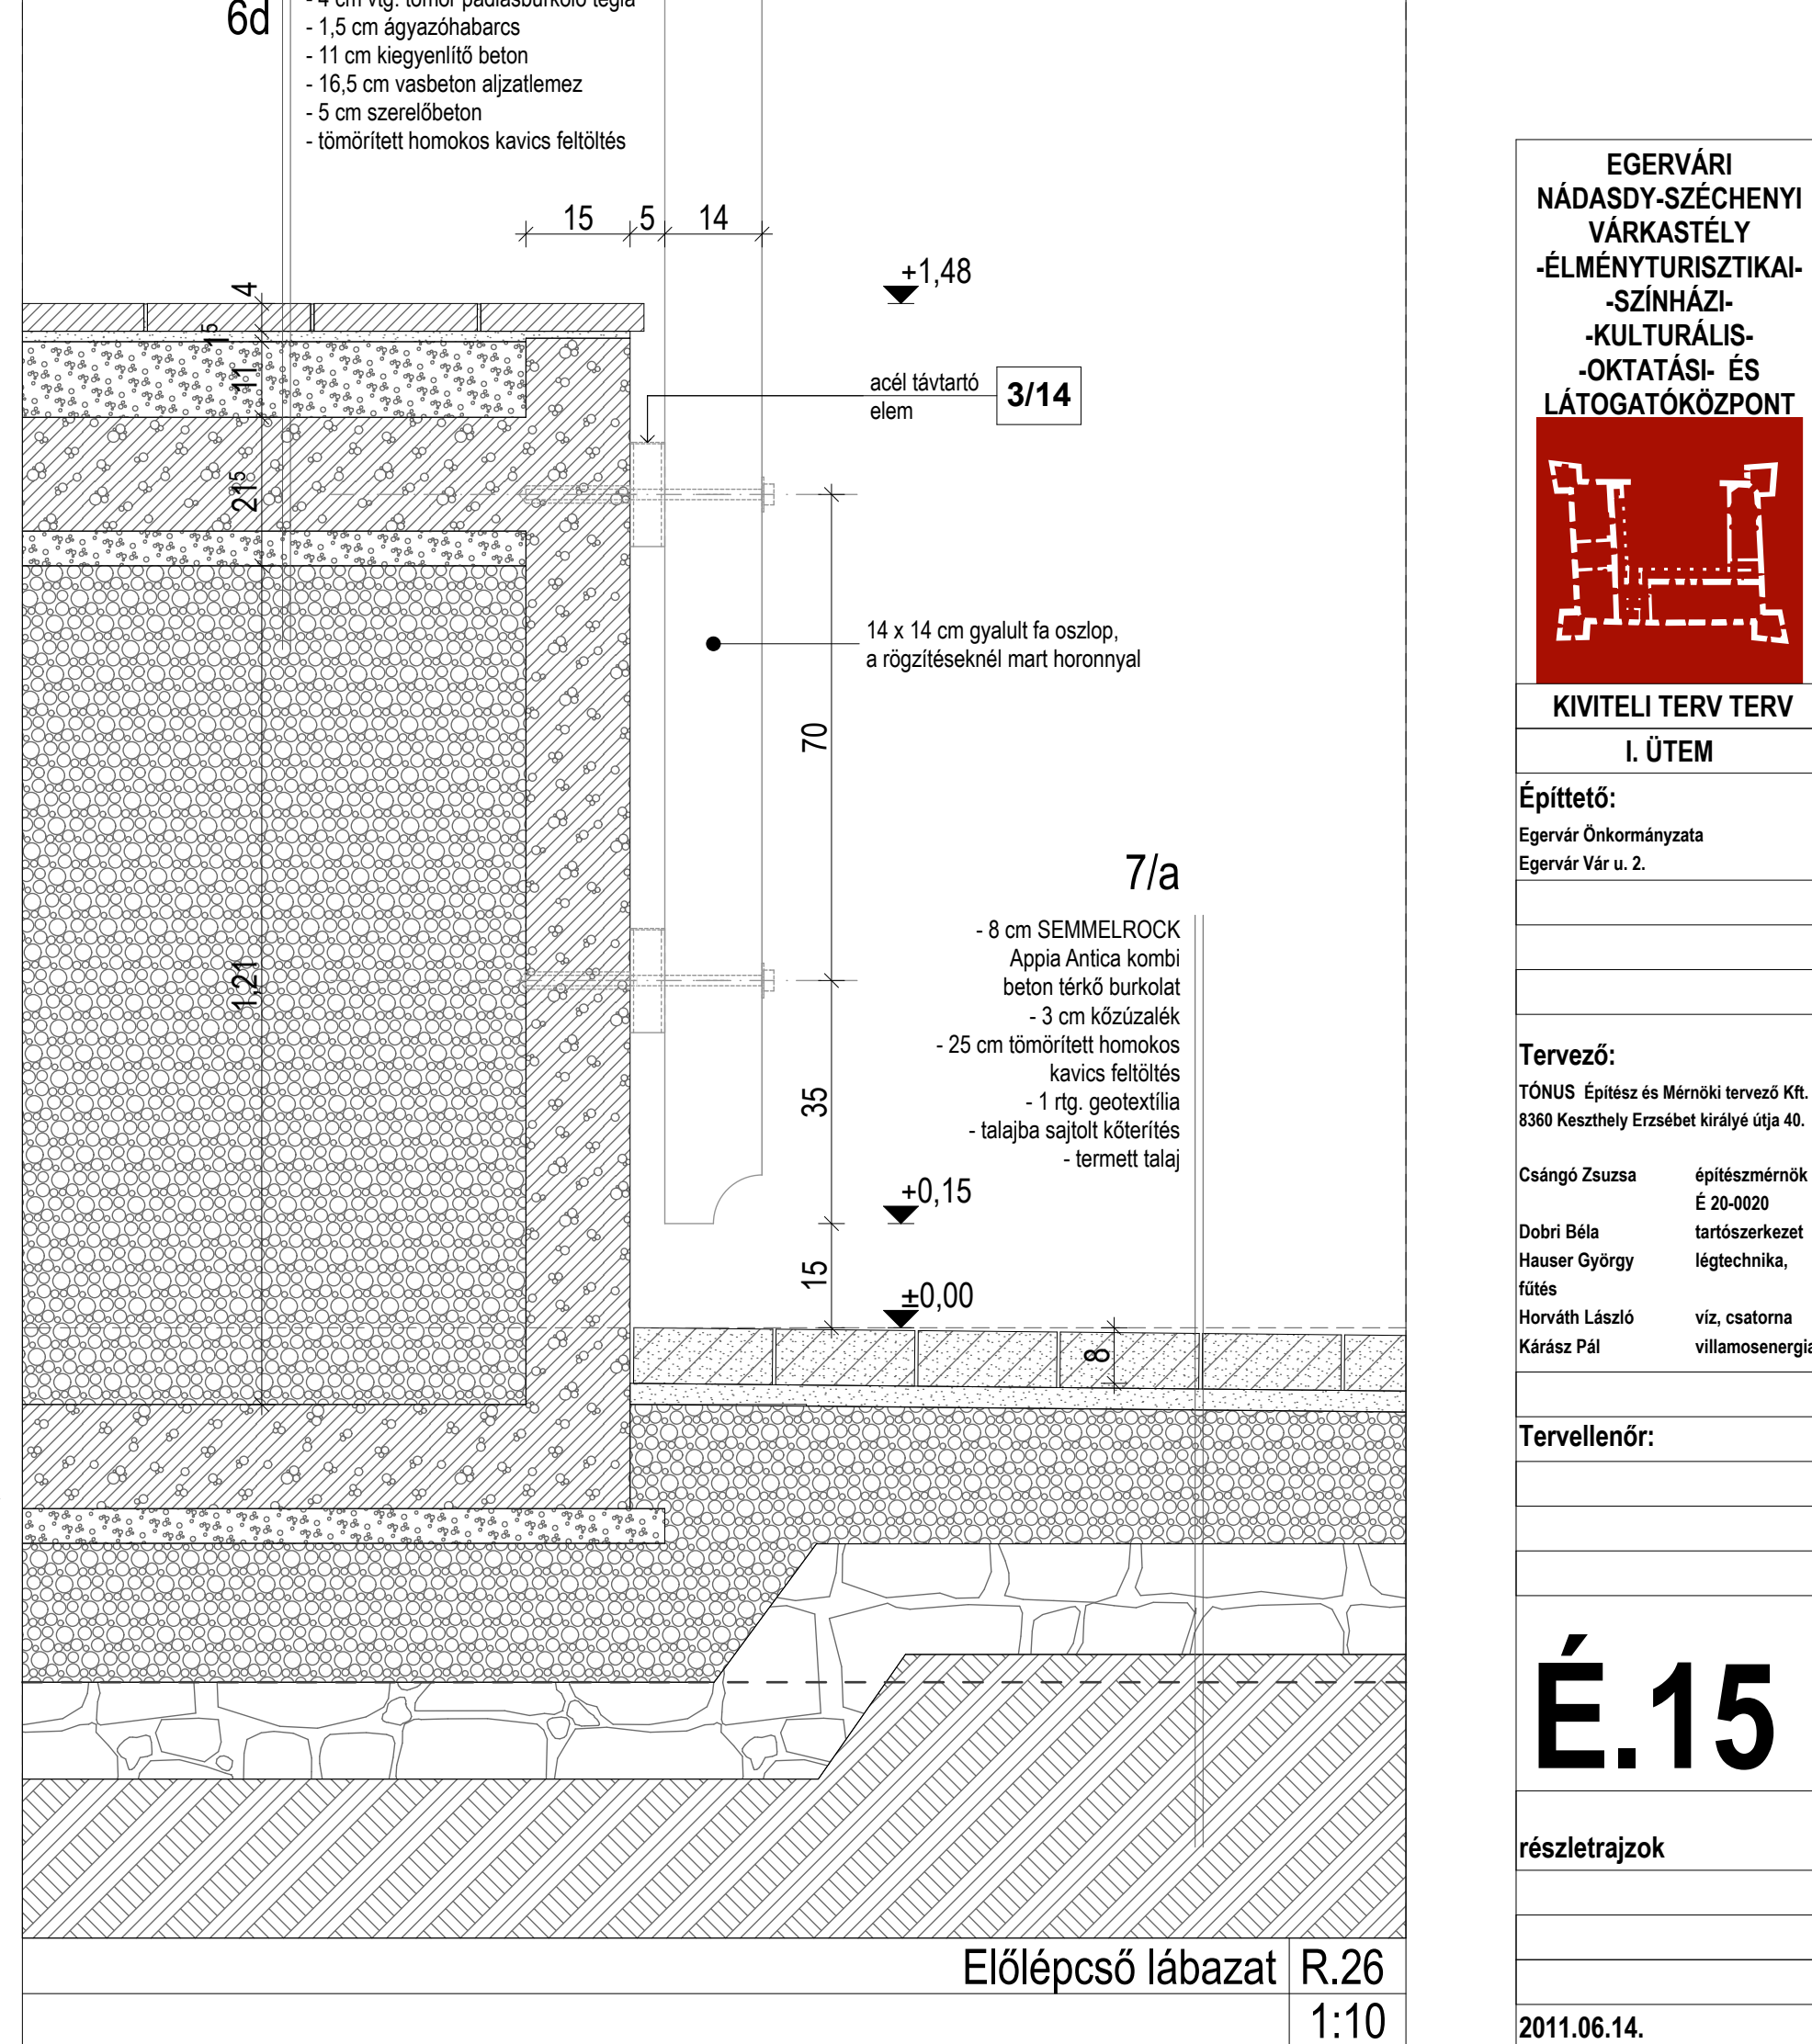 6d
- 4 cm vtg. tömör padlásburkoló tégla
- 1,5 cm ágyazóhabarcs
- 11 cm kiegyenlítő beton
- 16,5 cm vasbeton aljzatlemez
- 5 cm szerelőbeton
- tömörített homokos kavics feltöltés
15
5
14
+1,48
4
1⁵
11
21⁵
1,21
acél távtartó
elem
3/14
14 x 14 cm gyalult fa oszlop,
a rögzítéseknél mart horonnyal
70
35
15
7/a
- 8 cm SEMMELROCK
Appia Antica kombi
beton térkő burkolat
- 3 cm kőzúzalék
- 25 cm tömörített homokos
kavics feltöltés
- 1 rtg. geotextília
- talajba sajtolt kőterítés
- termett talaj
+0,15
±0,00
8
Előlépcső lábazat
R.26
1:10
EGERVÁRI
NÁDASDY-SZÉCHENYI
VÁRKASTÉLY
-ÉLMÉNYTURISZTIKAI-
-SZÍNHÁZI-
-KULTURÁLIS-
-OKTATÁSI- ÉS
LÁTOGATÓKÖZPONT
KIVITELI TERV TERV
I. ÜTEM
Építtető:
Egervár Önkormányzata
Egervár Vár u. 2.
Tervező:
TÓNUS Építész és Mérnöki tervező Kft.
8360 Keszthely Erzsébet királyé útja 40.
Csángó Zsuzsa építészmérnök
É 20-0020
Dobri Béla tartószerkezet
Hauser György légtechnika,
fűtés
Horváth László víz, csatorna
Kárász Pál villamosenergia
Tervellenőr:
É.15
részletrajzok
2011.06.14.